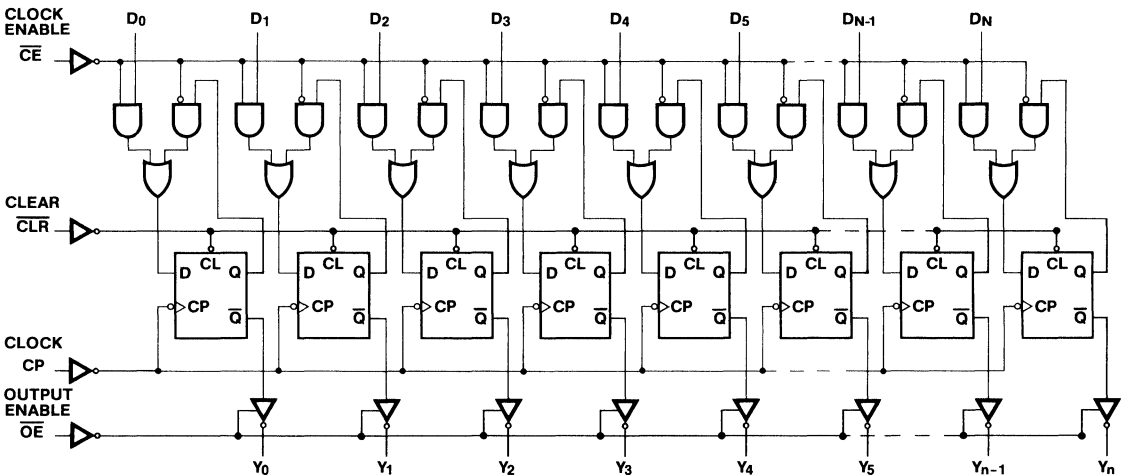 CLOCK ENABLE
D0 D1 D2 D3 D4 D5 DN-1 DN
CE
CLEAR
CLR
CL CL CL CL CL CL CL CL
D Q D Q D Q D Q D Q D Q D Q D Q
CP CP CP CP CP CP CP CP
Q Q Q Q Q Q Q Q
CLOCK
CP
OUTPUT
ENABLE
OE
Y0 Y1 Y2 Y3 Y4 Y5 Yn-1 Yn